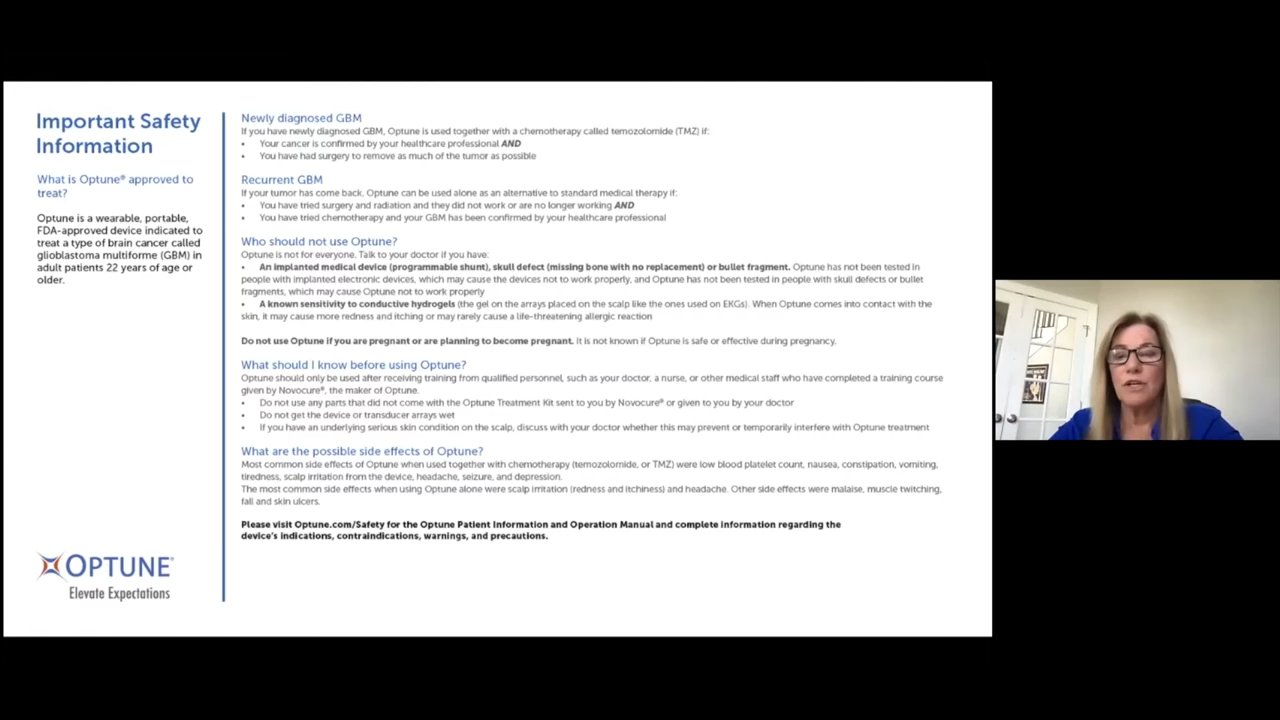 Important Safety
Information
What is Optune® approved to
treat?
Optune is a wearable, portable,
FDA-approved device indicated to
treat a type of brain cancer called
glioblastoma multiforme (GBM) in
adult patients 22 years of age or
older.
OPTUNE®
Elevate Expectations
Newly diagnosed GBM
If you have newly diagnosed GBM, Optune is used together with a chemotherapy called temozolomide (TMZ) if:
• Your cancer is confirmed by your healthcare professional AND
• You have had surgery to remove as much of the tumor as possible
Recurrent GBM
If your tumor has come back, Optune can be used alone as an alternative to standard medical therapy if:
• You have tried surgery and radiation and they did not work or are no longer working AND
• You have tried chemotherapy and your GBM has been confirmed by your healthcare professional
Who should not use Optune?
Optune is not for everyone. Talk to your doctor if you have:
• An implanted medical device (programmable shunt), skull defect (missing bone with no replacement) or bullet fragment. Optune has not been tested in
people with implanted electronic devices, which may cause the devices not to work properly, and Optune has not been tested in people with skull defects or bullet
fragments, which may cause Optune not to work properly
• A known sensitivity to conductive hydrogels (the gel on the arrays placed on the scalp like the ones used on EKGs). When Optune comes into contact with the
skin, it may cause more redness and itching or may rarely cause a life-threatening allergic reaction
Do not use Optune if you are pregnant or are planning to become pregnant. It is not known if Optune is safe or effective during pregnancy.
What should I know before using Optune?
Optune should only be used after receiving training from qualified personnel, such as your doctor, a nurse, or other medical staff who have completed a training course
given by Novocure®, the maker of Optune.
• Do not use any parts that did not come with the Optune Treatment Kit sent to you by Novocure® or given to you by your doctor
• Do not get the device or transducer arrays wet
• If you have an underlying serious skin condition on the scalp, discuss with your doctor whether this may prevent or temporarily interfere with Optune treatment
What are the possible side effects of Optune?
Most common side effects of Optune when used together with chemotherapy (temozolomide, or TMZ) were low blood platelet count, nausea, constipation, vomiting,
tiredness, scalp irritation from the device, headache, seizure, and depression.
The most common side effects when using Optune alone were scalp irritation (redness and itchiness) and headache. Other side effects were malaise, muscle twitching,
fall and skin ulcers.
Please visit Optune.com/Safety for the Optune Patient Information and Operation Manual and complete information regarding the
device's indications, contraindications, warnings, and precautions.